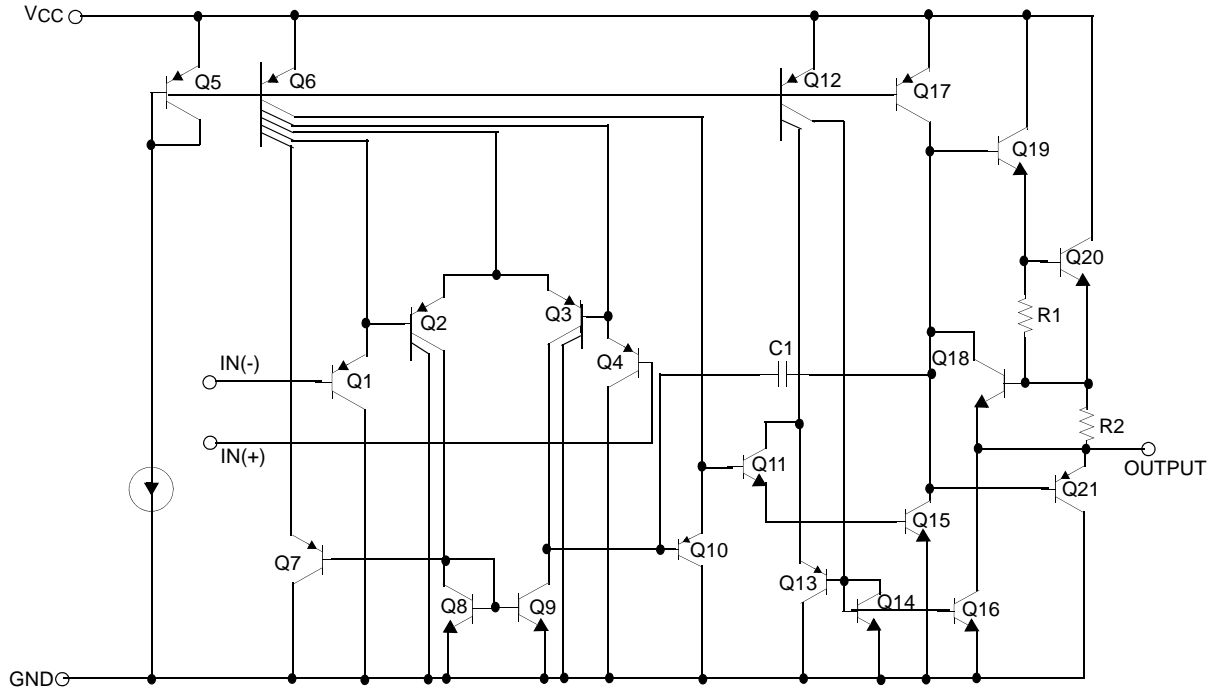 VCC
Q5
Q6
Q12
Q17
Q19
Q20
R1
Q2
Q3
Q4
C1
Q18
IN(-)
Q1
R2
IN(+)
Q11
OUTPUT
Q21
Q15
Q7
Q10
Q13
Q8
Q9
Q14
Q16
GND